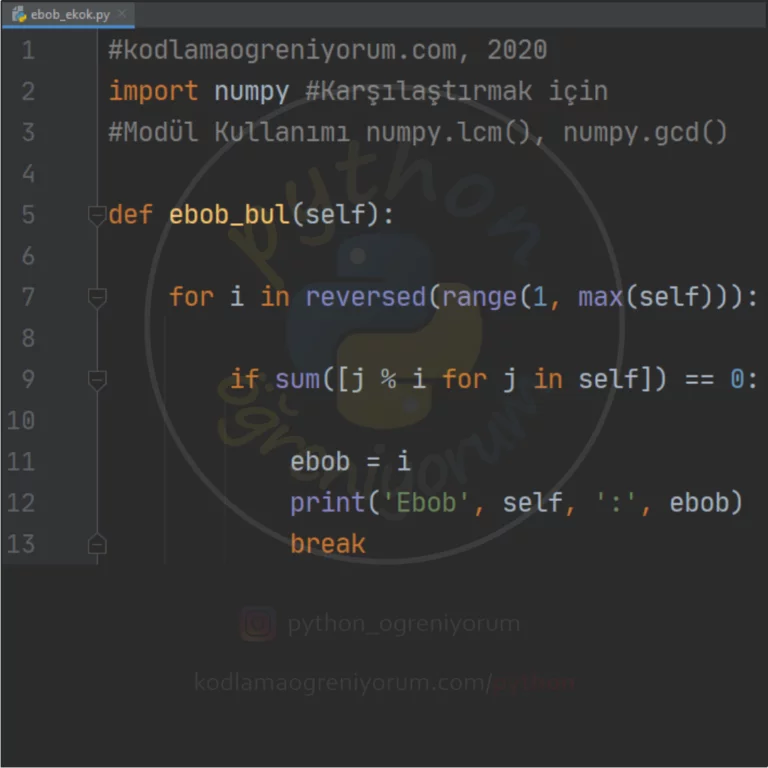 ebob_ekok.py
1 #kodlamaogreniyorum.com, 2020
2 import numpy #Karşılaştırmak için
3 #Modül Kullanımı numpy.lcm(), numpy.gcd()
4
5 def ebob_bul(self):
6
7 for i in reversed(range(1, max(self))):
8
9 if sum([j % i for j in self]) == 0:
10
11 ebob = i
12 print('Ebob', self, ':', ebob)
13 break
python
öğreniyorum
python_ogreniyorum
kodlamaogreniyorum.com/python